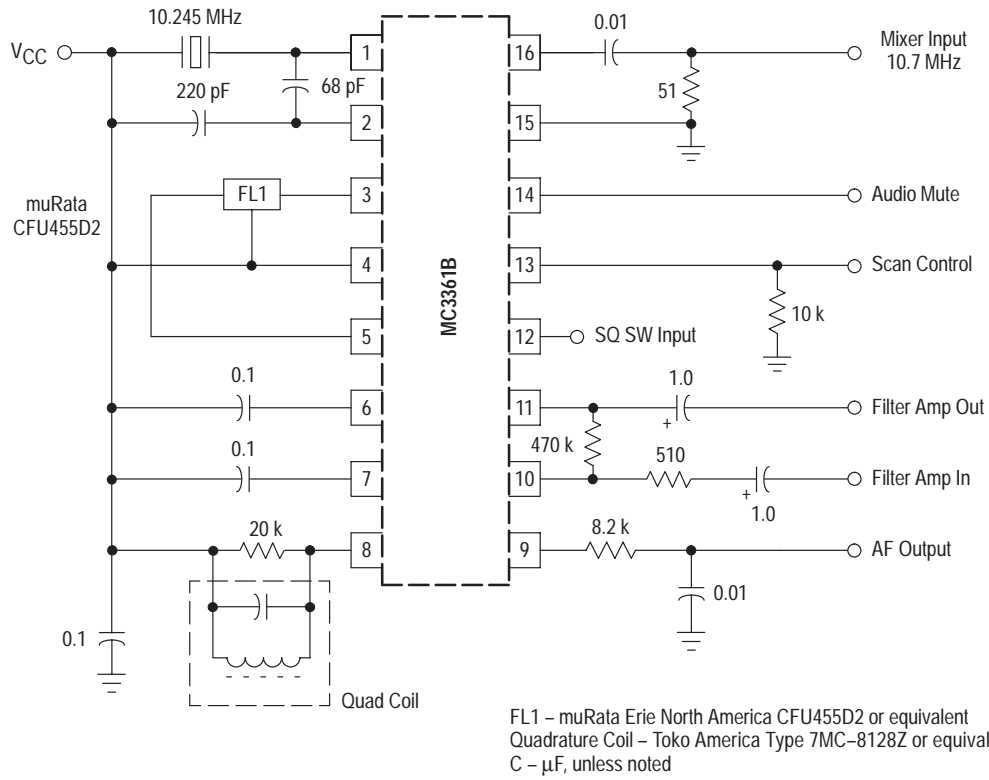 10.245 MHz
VCC
220 pF
68 pF
muRata
CFU455D2
FL1
0.1
0.1
20 k
0.1
Quad Coil
1
2
3
4
5
6
7
8
MC3361B
16
15
14
13
12
11
10
9
0.01
Mixer Input
10.7 MHz
51
Audio Mute
Scan Control
10 k
SQ SW Input
1.0
+
Filter Amp Out
470 k
510
+
1.0
Filter Amp In
8.2 k
AF Output
0.01
FL1 – muRata Erie North America CFU455D2 or equivalent
Quadrature Coil – Toko America Type 7MC–8128Z or equival
C – µF, unless noted